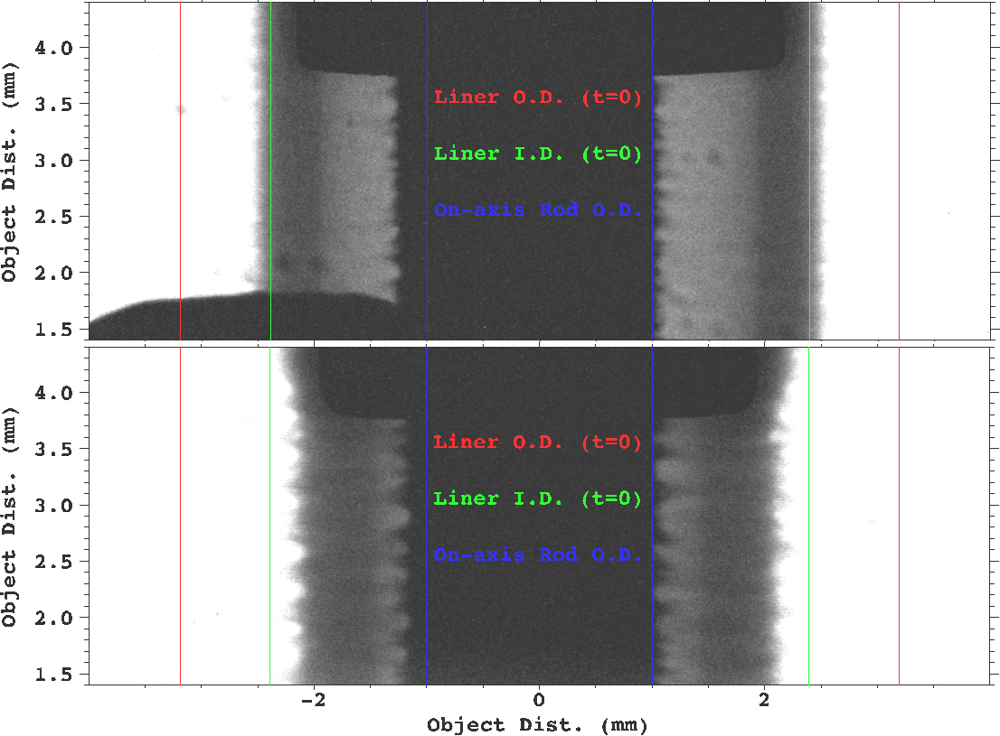 4.0
3.5
3.0
2.5
2.0
1.5
Object Dist. (mm)
Liner O.D. (t=0)
Liner I.D. (t=0)
On-axis Rod O.D.
4.0
3.5
3.0
2.5
2.0
1.5
Object Dist. (mm)
Liner O.D. (t=0)
Liner I.D. (t=0)
On-axis Rod O.D.
-2 0 2
Object Dist. (mm)